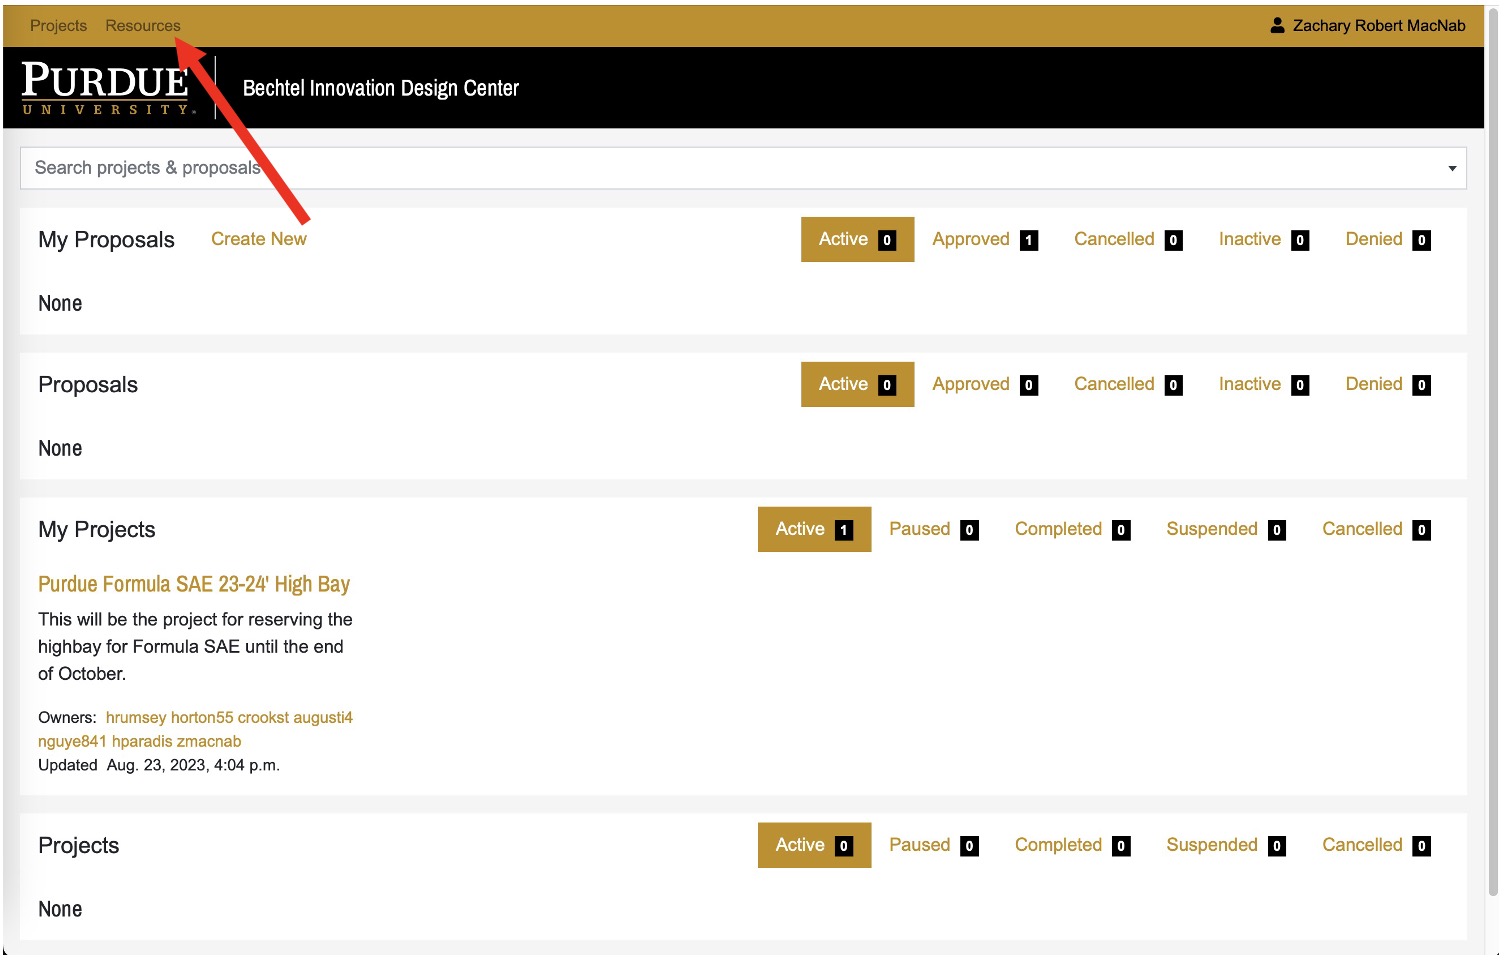 Projects Resources Zachary Robert MacNab
PURDUE
UNIVERSITY
Bechtel Innovation Design Center
Search projects & proposals
My Proposals Create New Active 0 Approved 1 Cancelled 0 Inactive 0 Denied 0
None
Proposals Active 0 Approved 0 Cancelled 0 Inactive 0 Denied 0
None
My Projects Active 1 Paused 0 Completed 0 Suspended 0 Cancelled 0
Purdue Formula SAE 23-24' High Bay
This will be the project for reserving the
highbay for Formula SAE until the end
of October.
Owners: hrumsey horton55 crookst augusti4
nguye841 hparadis zmacnab
Updated Aug. 23, 2023, 4:04 p.m.
Projects Active 0 Paused 0 Completed 0 Suspended 0 Cancelled 0
None